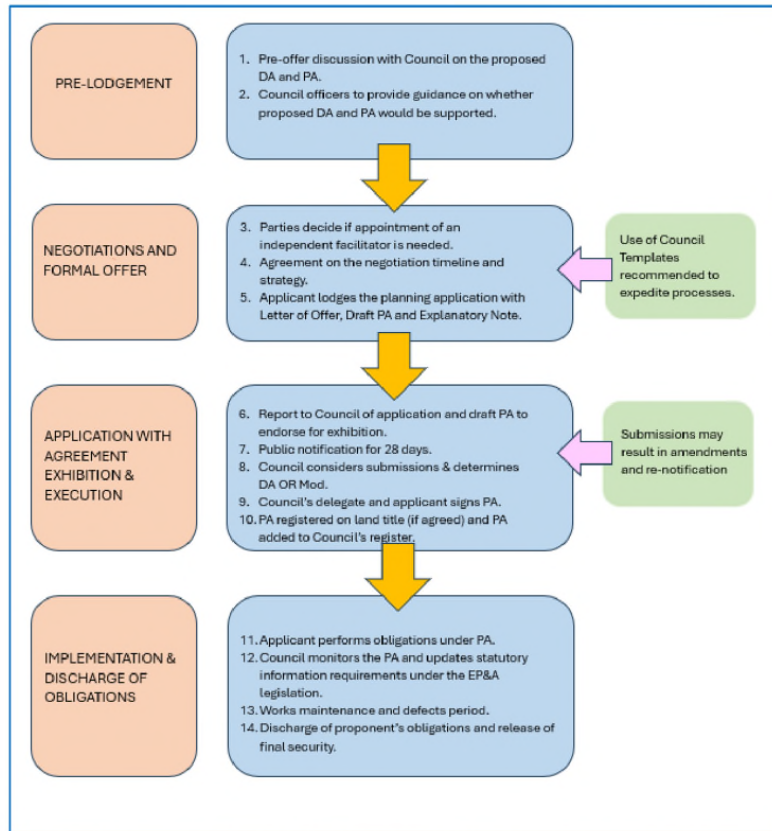 PRE-LODGEMENT
1. Pre-offer discussion with Council on the proposed
DA and PA.
2. Council officers to provide guidance on whether
proposed DA and PA would be supported.
NEGOTIATIONS AND
FORMAL OFFER
3. Parties decide if appointment of an
independent facilitator is needed.
4. Agreement on the negotiation timeline and
strategy.
5. Applicant lodges the planning application with
Letter of Offer, Draft PA and Explanatory Note.
Use of Council
Templates
recommended to
expedite processes.
APPLICATION WITH
AGREEMENT
EXHIBITION &
EXECUTION
6. Report to Council of application and draft PA to
endorse for exhibition.
7. Public notification for 28 days.
8. Council considers submissions & determines
DA OR Mod.
9. Council's delegate and applicant signs PA.
10. PA registered on land title (if agreed) and PA
added to Council's register.
Submissions may
result in amendments
and re-notification
IMPLEMENTATION &
DISCHARGE OF
OBLIGATIONS
11. Applicant performs obligations under PA.
12. Council monitors the PA and updates statutory
information requirements under the EP&A
legislation.
13. Works maintenance and defects period.
14. Discharge of proponent's obligations and release of
final security.